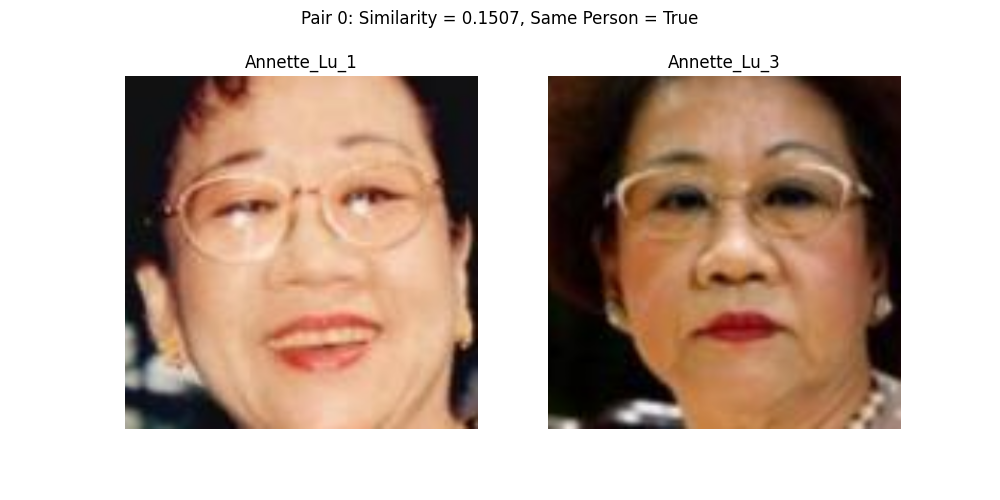 Pair 0: Similarity = 0.1507, Same Person = True
Annette_Lu_1
Annette_Lu_3